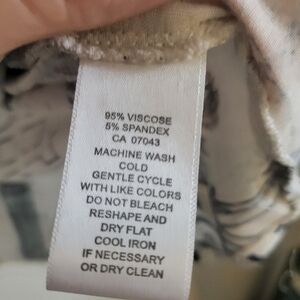 95% VISCOSE
5% SPANDEX
CA 07043
MACHINE WASH
COLD
GENTLE CYCLE
WITH LIKE COLORS
DO NOT BLEACH
RESHAPE AND
DRY FLAT
COOL IRON
IF NECESSARY
OR DRY CLEAN